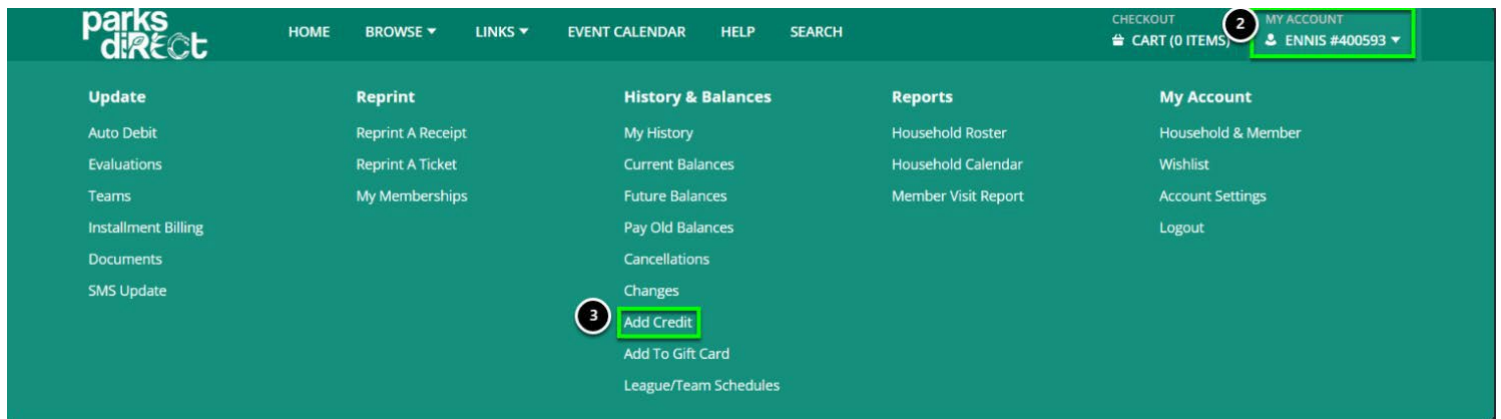 parks
direct
HOME BROWSE LINKS EVENT CALENDAR HELP SEARCH
CHECKOUT
CART (0 ITEMS)
2
MY ACCOUNT
ENNIS #400593
Update
Auto Debit
Evaluations
Teams
Installment Billing
Documents
SMS Update
Reprint
Reprint A Receipt
Reprint A Ticket
My Memberships
History & Balances
My History
Current Balances
Future Balances
Pay Old Balances
Cancellations
Changes
3
Add Credit
Add To Gift Card
League/Team Schedules
Reports
Household Roster
Household Calendar
Member Visit Report
My Account
Household & Member
Wishlist
Account Settings
Logout